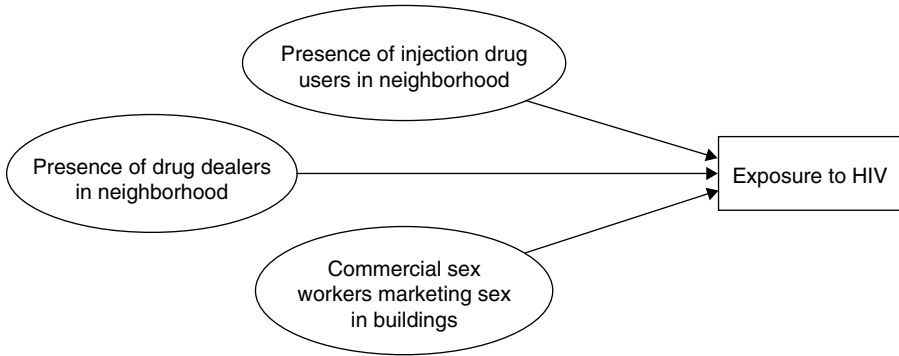 Presence of injection drug
users in neighborhood
Presence of drug dealers
in neighborhood
Exposure to HIV
Commercial sex
workers marketing sex
in buildings